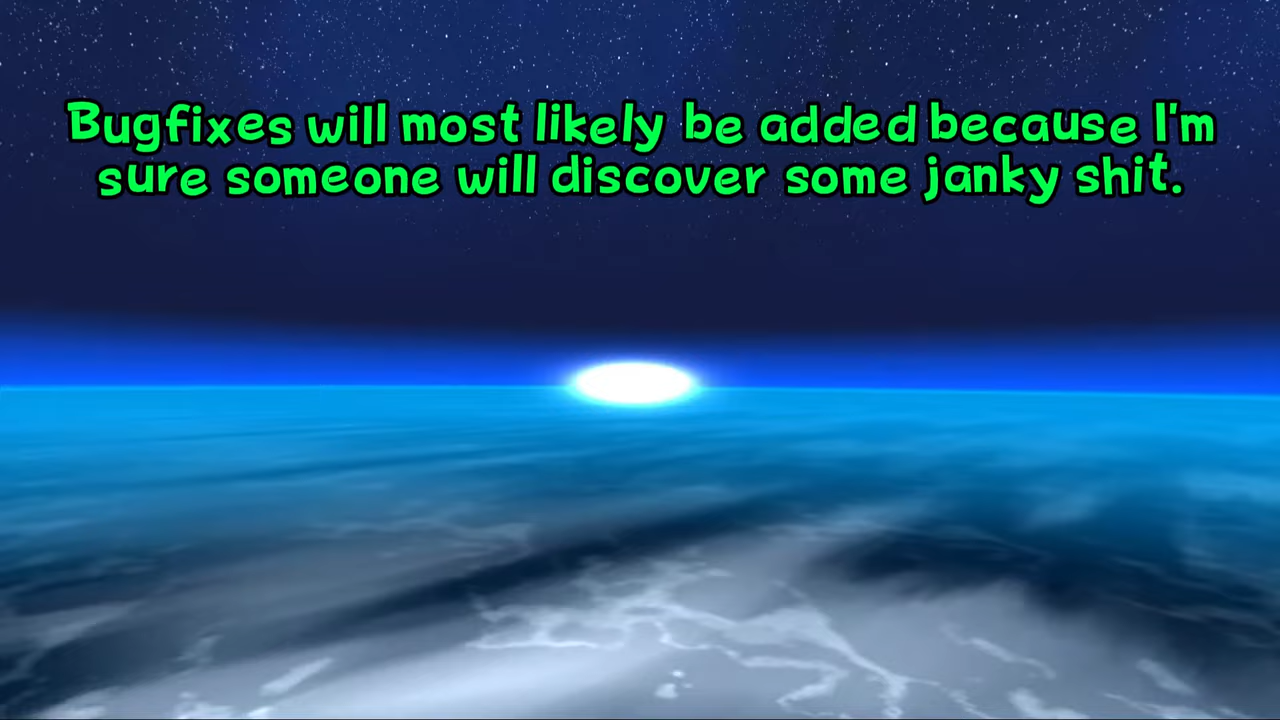 Bugfixes will most likely be added because I'm
sure someone will discover some janky shit.